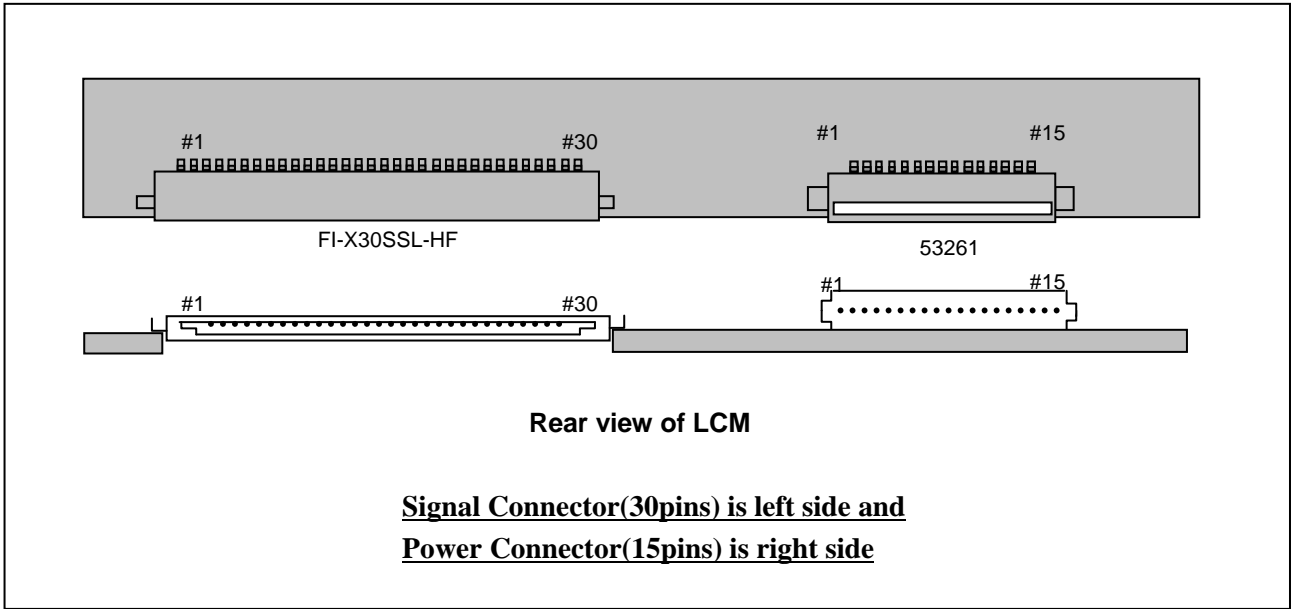 #1 #30 #1 #15
FI-X30SSL-HF 53261
#1 #30 #1 #15
Rear view of LCM
Signal Connector(30pins) is left side and
Power Connector(15pins) is right side